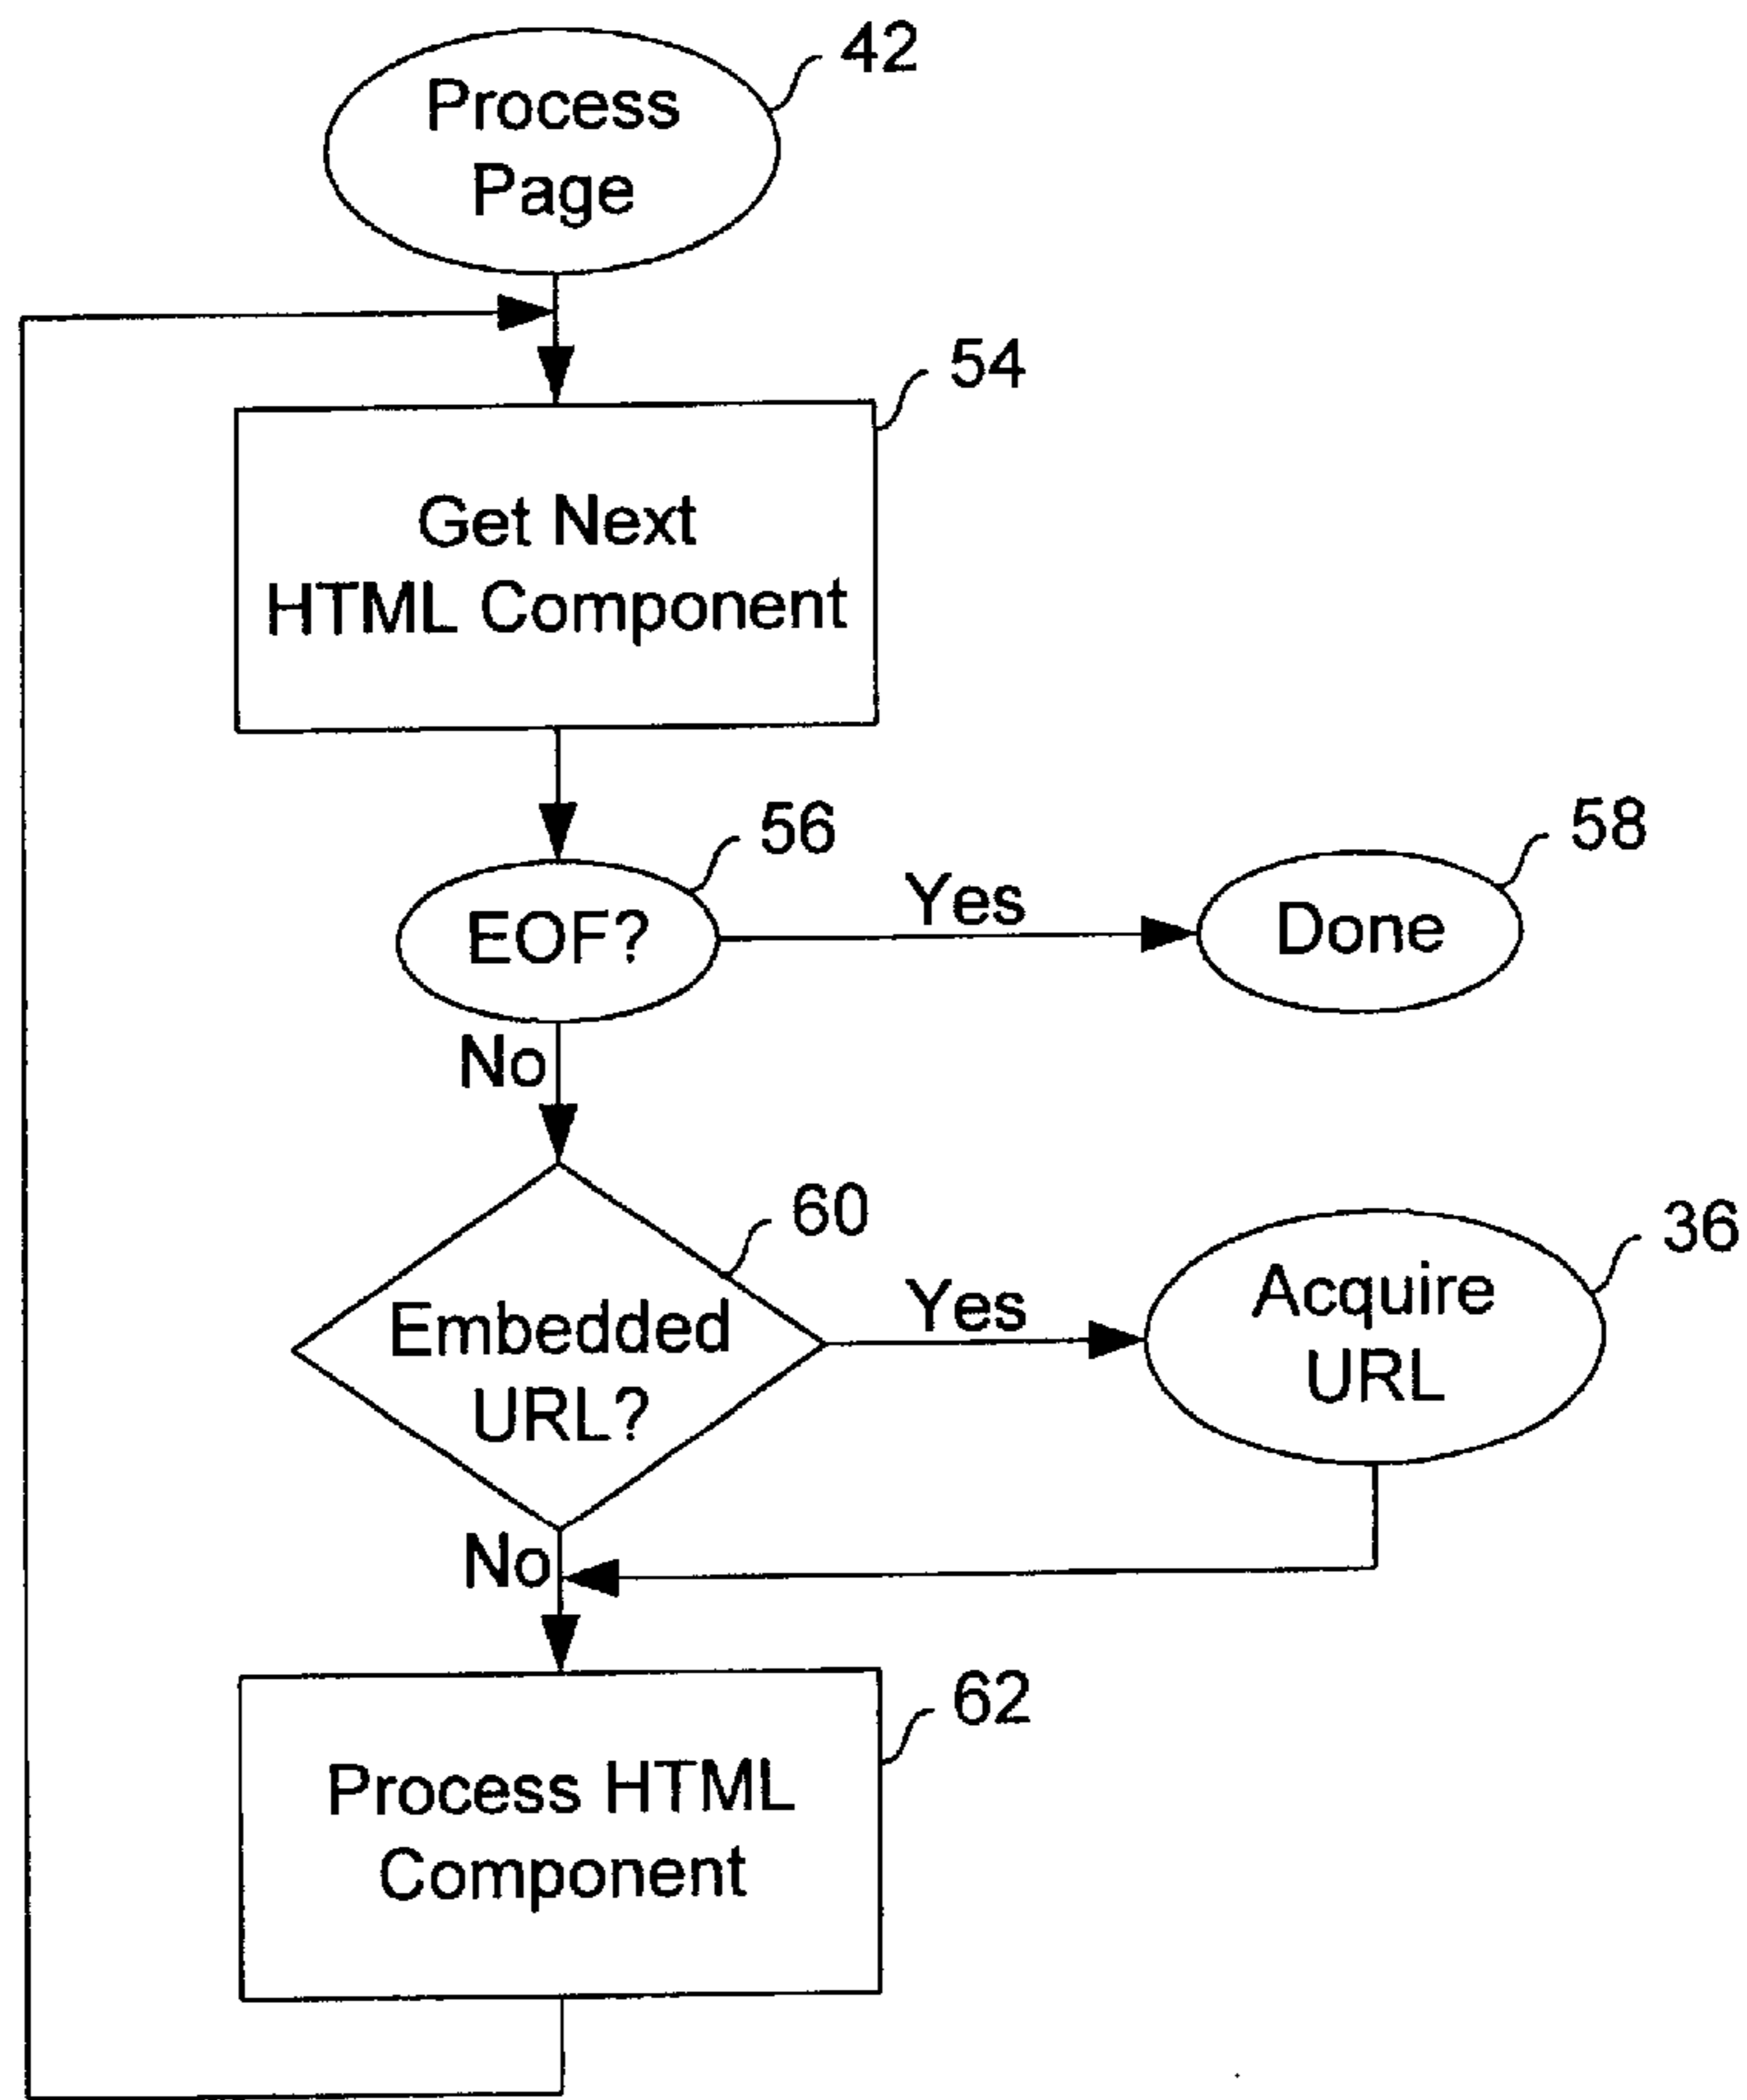 42
Process
Page
54
Get Next
HTML Component
56
EOF?
Yes
58
Done
No
60
Embedded
URL?
Yes
36
Acquire
URL
No
62
Process HTML
Component